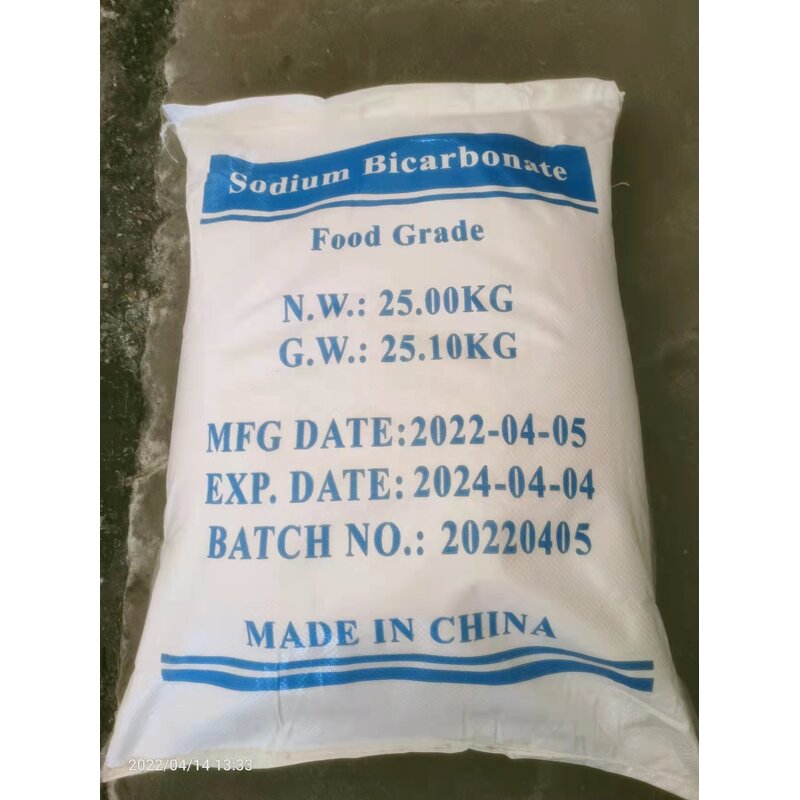 Sodium Bicarbonate
Food Grade
N.W.: 25.00KG
G.W.: 25.10KG
MFG DATE:2022-04-05
EXP. DATE: 2024-04-04
BATCH NO.: 20220405
MADE IN CHINA
2022/04/14 13:33